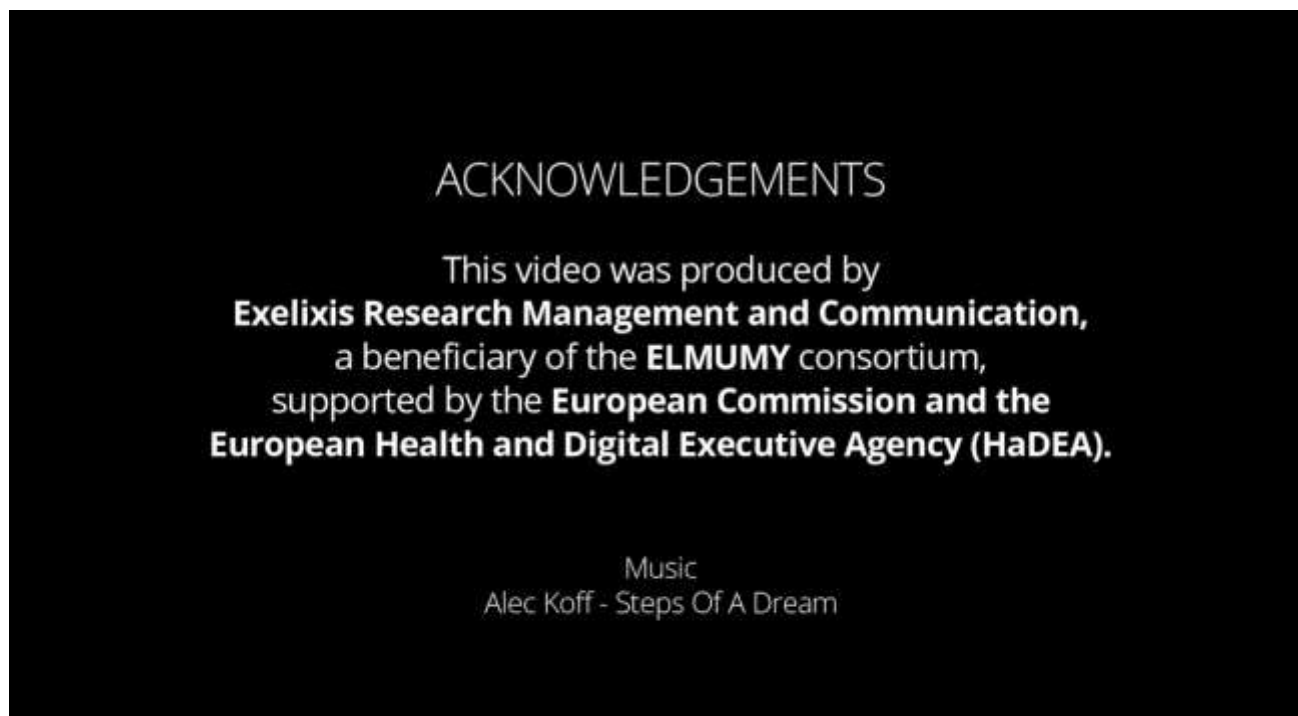 ACKNOWLEDGEMENTS
This video was produced by
Exelixis Research Management and Communication,
a beneficiary of the ELMUMY consortium,
supported by the European Commission and the
European Health and Digital Executive Agency (HaDEA).
Music
Alec Koff - Steps Of A Dream